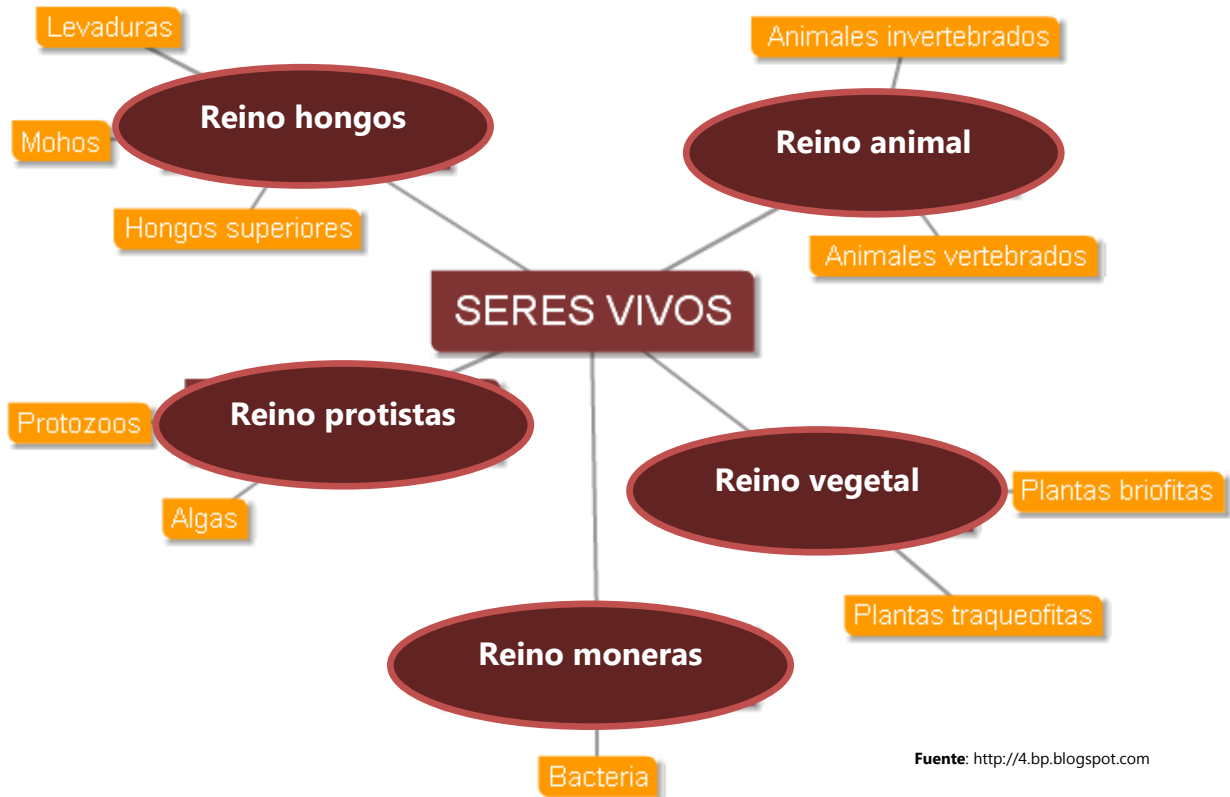 Levaduras
Animales invertebrados
Reino hongos
Reino animal
Mohos
Hongos superiores
Animales vertebrados
SERES VIVOS
Reino protistas
Protozoos
Algas
Reino vegetal
Plantas briofitas
Plantas traqueofitas
Reino moneras
Bacteria
Fuente: http://4.bp.blogspot.com